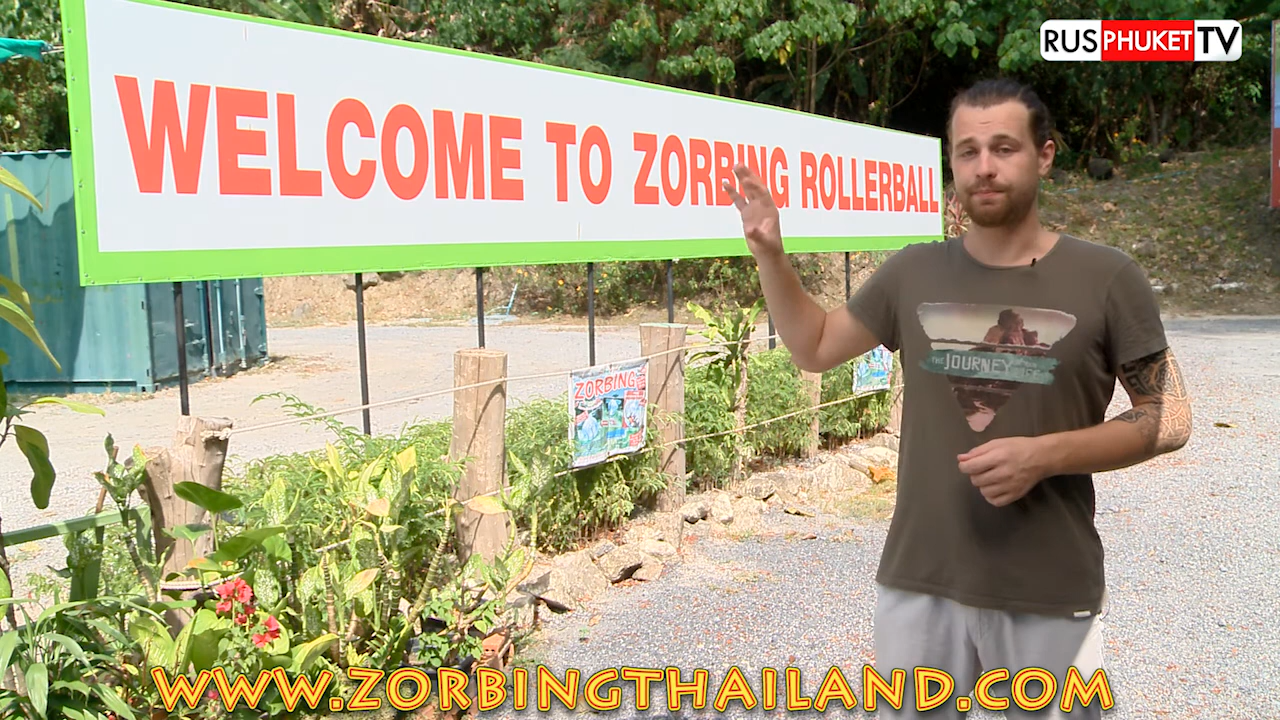 RUSPHUKETTV
WELCOME TO ZORBING ROLLERBALL
THE JOURNEY
ZORBING
WWW.ZORBINGTHAILAND.COM